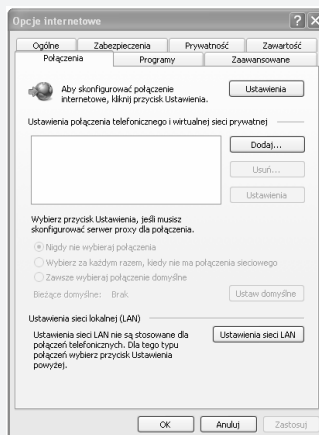 Opcje internetowe
Ogólne Zabezpieczenia Prywatność Zawartość
Połączenia Programy Zaawansowane
Aby skonfigurować połączenie
internetowe, kliknij przycisk Ustawienia.
Ustawienia
Ustawienia połączenia telefonicznego i wirtualnej sieci prywatnej
Dodaj...
Usuń...
Ustawienia
Wybierz przycisk Ustawienia, jeśli musisz
skonfigurować serwer proxy dla połączenia.
Nigdy nie wybieraj połączenia
Wybierz za każdym razem, kiedy nie ma połączenia sieciowego
Zawsze wybieraj połączenie domyślne
Bieżące domyślne: Brak
Ustaw domyślne
Ustawienia sieci lokalnej (LAN)
Ustawienia sieci LAN nie są stosowane dla
połączeń telefonicznych. Dla tego typu
połączeń wybierz przycisk Ustawienia
powyżej.
Ustawienia sieci LAN
OK Anuluj Zastosuj